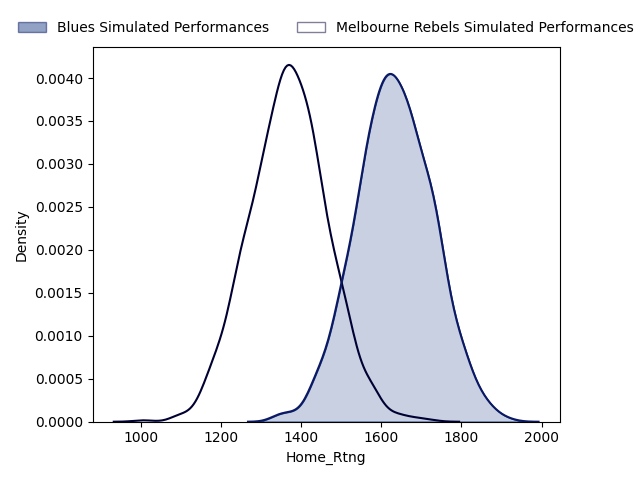 Blues Simulated Performances Melbourne Rebels Simulated Performances
0.0040
0.0035
0.0030
0.0025
0.0020
0.0015
0.0010
0.0005
0.0000
Density
1000 1200 1400 1600 1800 2000
Home_Rtng